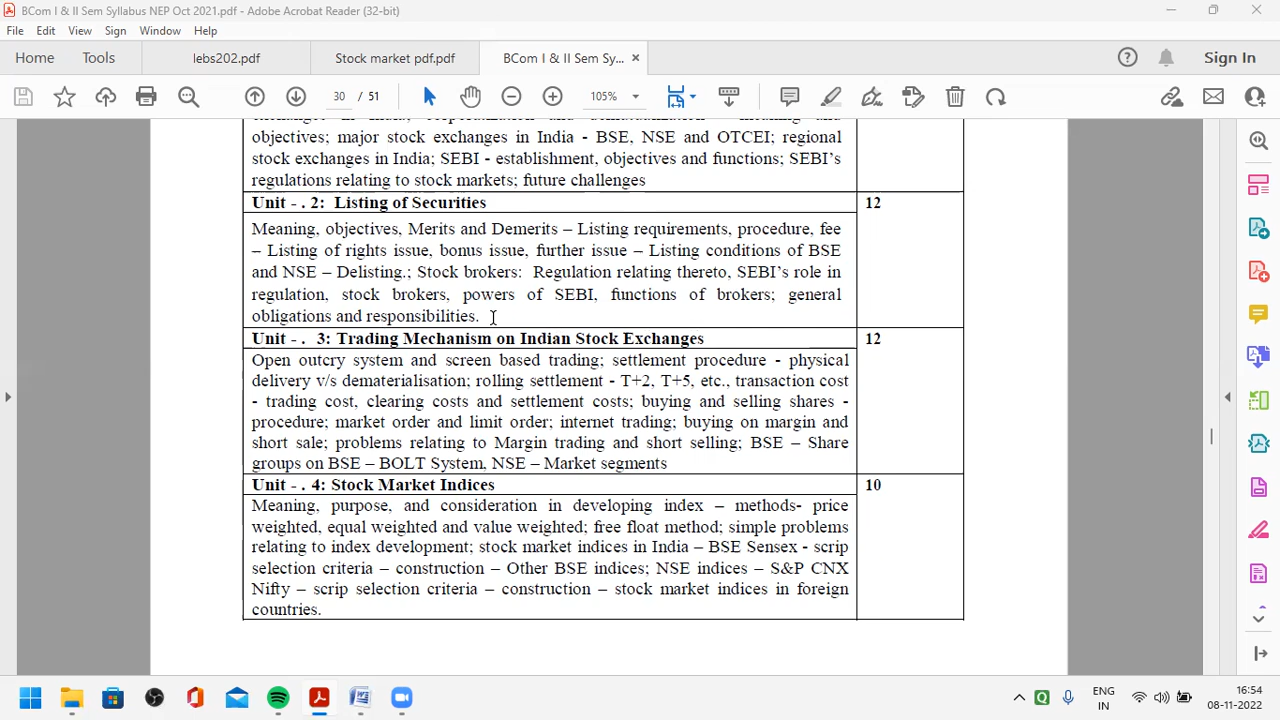 BCom I & II Sem Syllabus NEP Oct 2021.pdf - Adobe Acrobat Reader (32-bit)
File Edit View Sign Window Help
Home Tools lebs202.pdf Stock market pdf.pdf BCom I & II Sem Sy... × Sign In
30 / 51 105%
objectives; major stock exchanges in India - BSE, NSE and OTCEI; regional
stock exchanges in India; SEBI - establishment, objectives and functions; SEBI's
regulations relating to stock markets; future challenges
Unit - . 2: Listing of Securities 12
Meaning, objectives, Merits and Demerits – Listing requirements, procedure, fee
– Listing of rights issue, bonus issue, further issue – Listing conditions of BSE
and NSE – Delisting.; Stock brokers: Regulation relating thereto, SEBI's role in
regulation, stock brokers, powers of SEBI, functions of brokers; general
obligations and responsibilities.
Unit - . 3: Trading Mechanism on Indian Stock Exchanges 12
Open outcry system and screen based trading; settlement procedure - physical
delivery v/s dematerialisation; rolling settlement - T+2, T+5, etc., transaction cost
- trading cost, clearing costs and settlement costs; buying and selling shares -
procedure; market order and limit order; internet trading; buying on margin and
short sale; problems relating to Margin trading and short selling; BSE – Share
groups on BSE – BOLT System, NSE – Market segments
Unit - . 4: Stock Market Indices 10
Meaning, purpose, and consideration in developing index – methods- price
weighted, equal weighted and value weighted; free float method; simple problems
relating to index development; stock market indices in India – BSE Sensex - scrip
selection criteria – construction – Other BSE indices; NSE indices – S&P CNX
Nifty – scrip selection criteria – construction – stock market indices in foreign
countries.
ENG 16:54
IN 08-11-2022